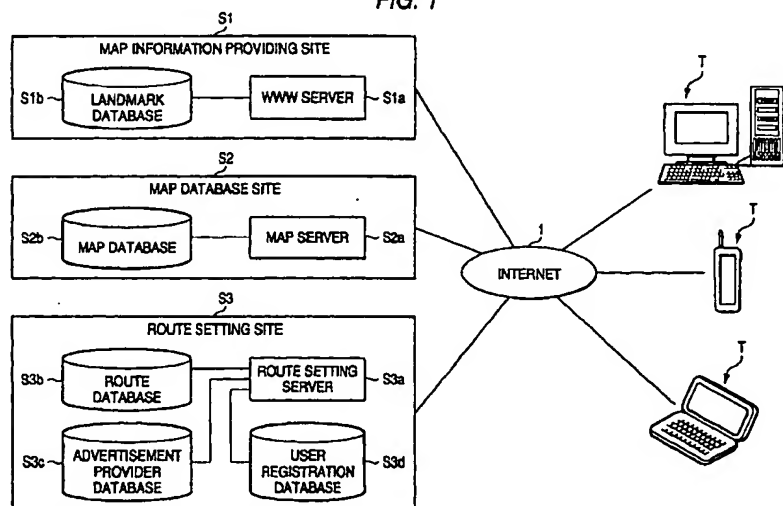 FIG. 1
S1
MAP INFORMATION PROVIDING SITE
S1b
LANDMARK
DATABASE
WWW SERVER
S1a
S2
MAP DATABASE SITE
S2b
MAP DATABASE
MAP SERVER
S2a
S3
ROUTE SETTING SITE
S3b
ROUTE
DATABASE
ROUTE SETTING
SERVER
S3a
S3c
ADVERTISEMENT
PROVIDER
DATABASE
USER
REGISTRATION
DATABASE
S3d
1
INTERNET
T
T
T